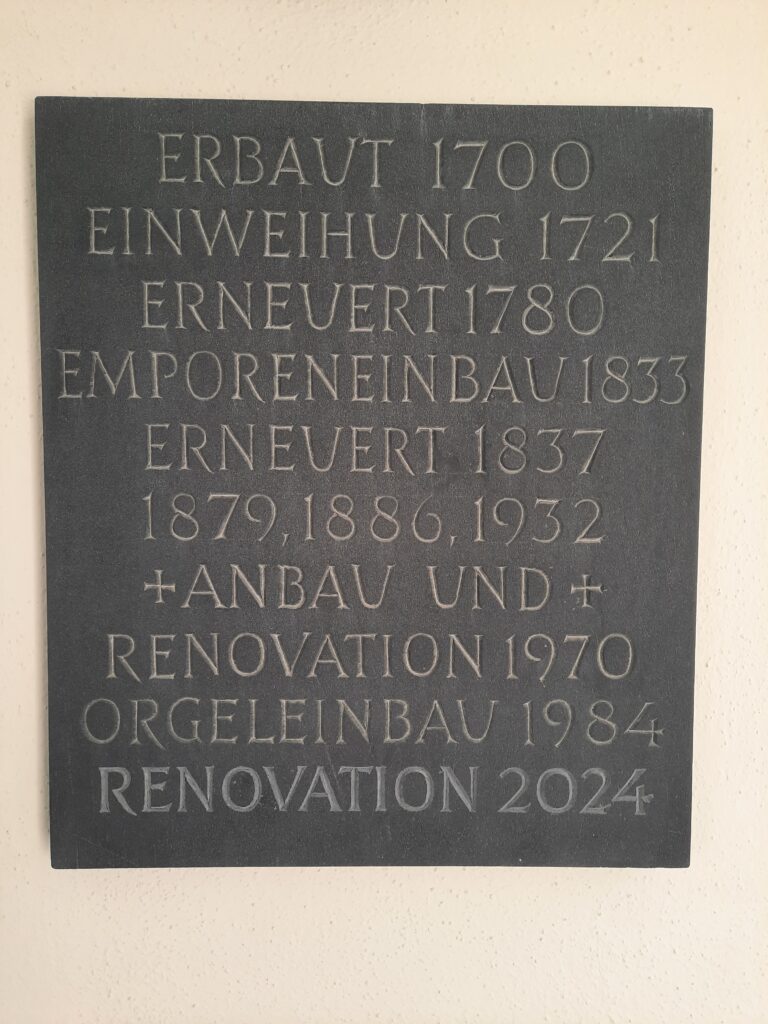 ERBAUT 1700
EINWEIHUNG 1721
ERNEUERT 1780
EMPORENEINBAU 1833
ERNEUERT 1837
1879, 1886, 1932
+ANBAU UND +
RENOVATION 1970
ORGELEINBAU 1984
RENOVATION 2024